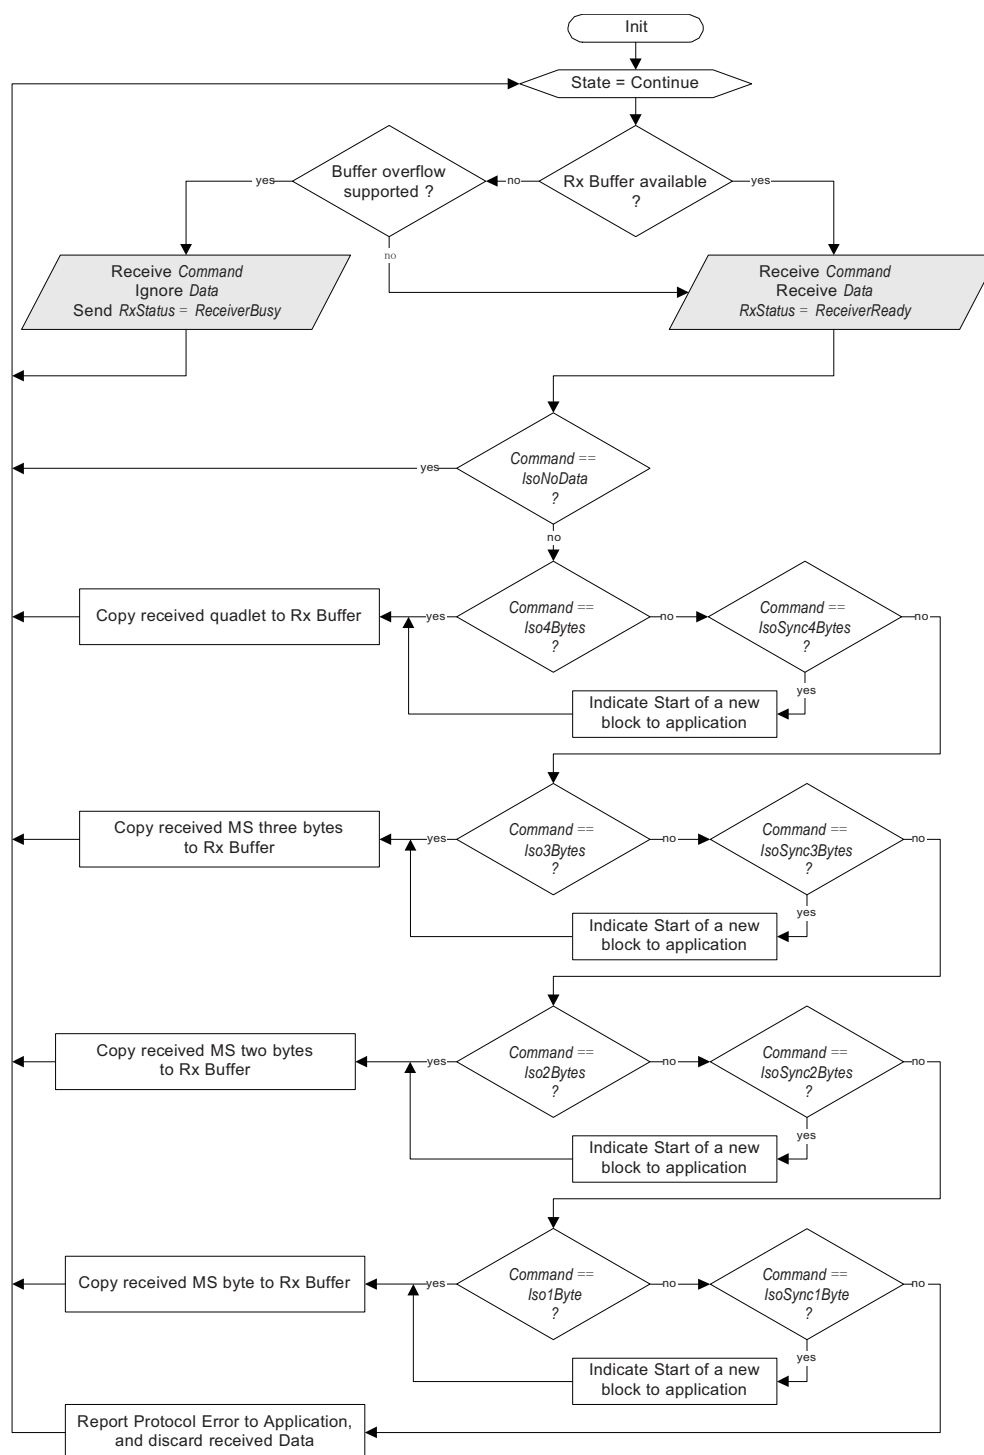 Init
State = Continue
Buffer overflow
supported ?
Rx Buffer available
?
yes
no
yes
no
Receive Command
Ignore Data
Send RxStatus = ReceiverBusy
Receive Command
Receive Data
RxStatus = ReceiverReady
Command ==
IsoNoData
?
yes
no
Copy received quadlet to Rx Buffer
yes
Command ==
Iso4Bytes
?
no
Command ==
IsoSync4Bytes
?
no
yes
Indicate Start of a new
block to application
Copy received MS three bytes
to Rx Buffer
yes
Command ==
Iso3Bytes
?
no
Command ==
IsoSync3Bytes
?
no
yes
Indicate Start of a new
block to application
Copy received MS two bytes
to Rx Buffer
yes
Command ==
Iso2Bytes
?
no
Command ==
IsoSync2Bytes
?
no
yes
Indicate Start of a new
block to application
Copy received MS byte to Rx Buffer
yes
Command ==
Iso1Byte
?
no
Command ==
IsoSync1Byte
?
no
yes
Indicate Start of a new
block to application
Report Protocol Error to Application,
and discard received Data